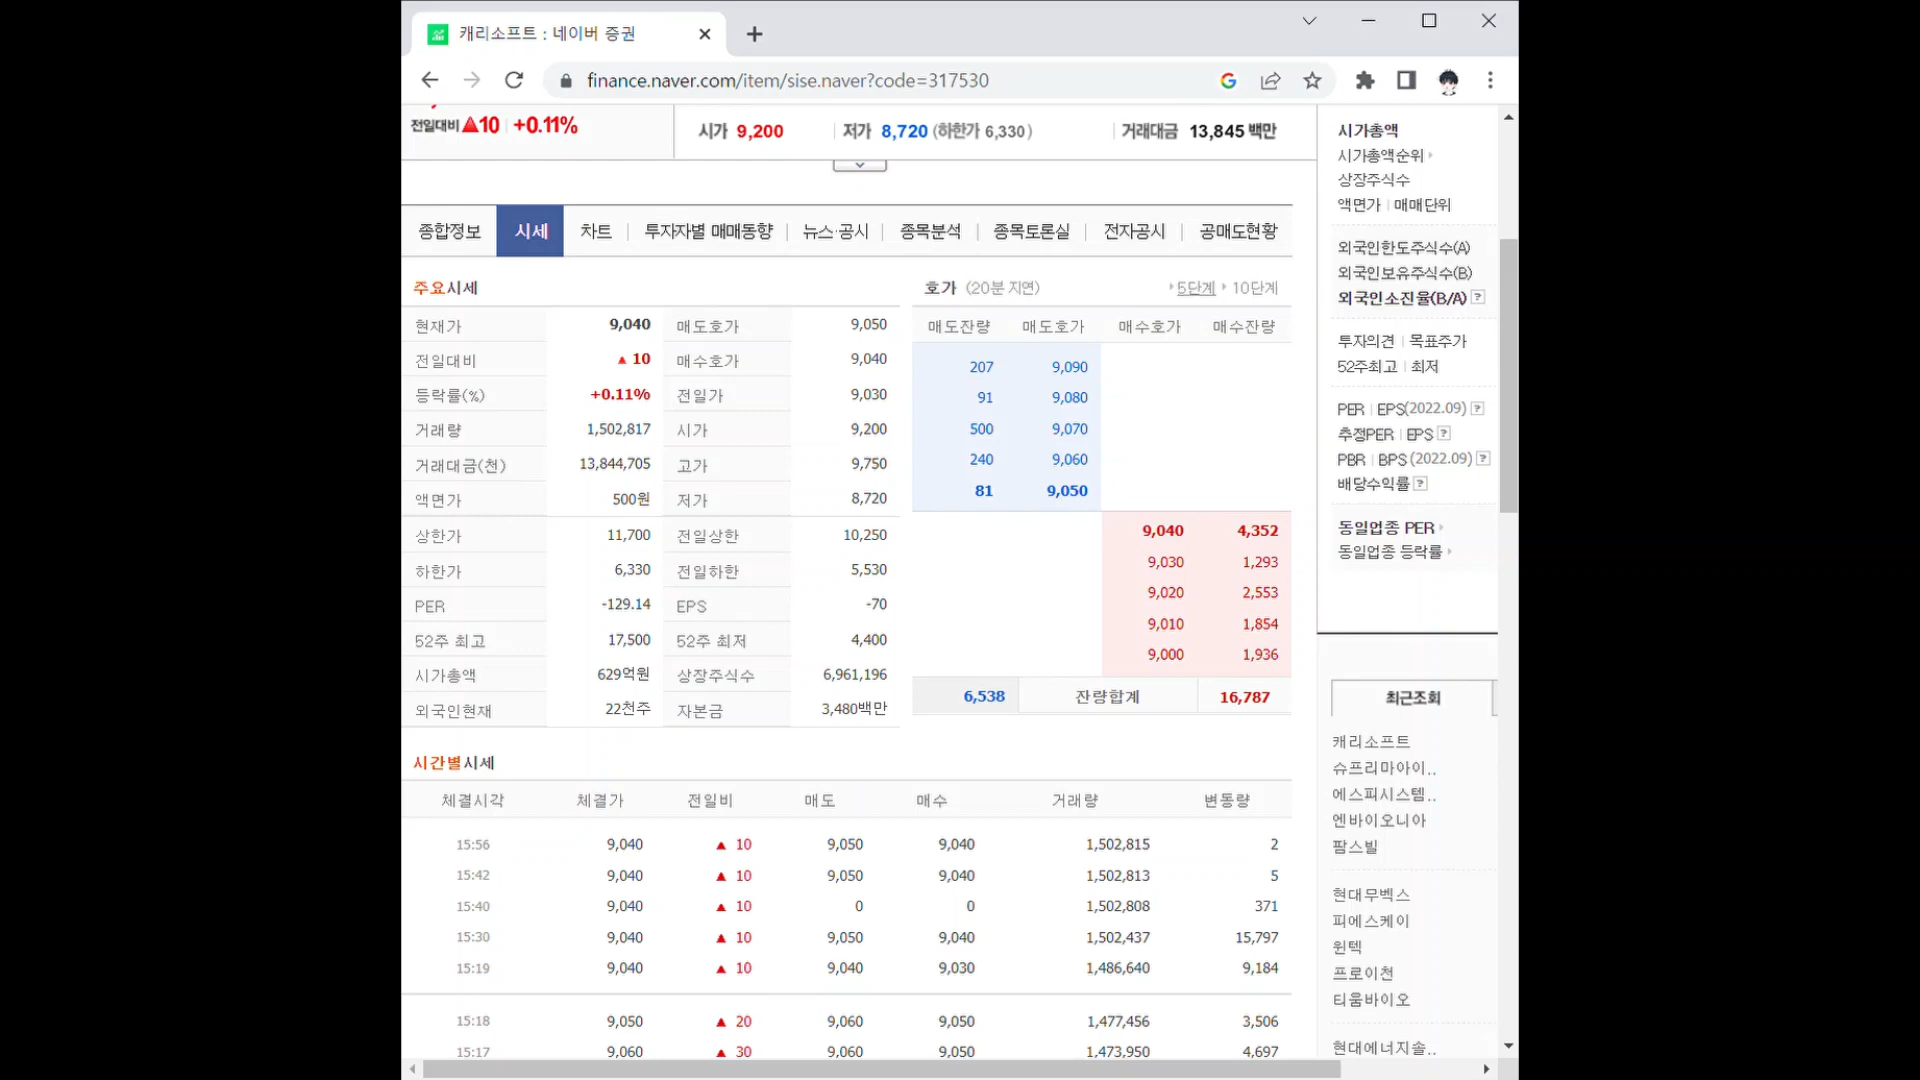 캐리소프트 : 네이버 증권
finance.naver.com/item/sise.naver?code=317530
전일대비 ▲10 +0.11%
시가 9,200 저가 8,720 (하한가 6,330) 거래대금 13,845 백만
종합정보 시세 차트 투자자별 매매동향 뉴스·공시 종목분석 종목토론실 전자공시 공매도현황
주요시세
현재가 9,040 매도호가 9,050
전일대비 ▲ 10 매수호가 9,040
등락률(%) +0.11% 전일가 9,030
거래량 1,502,817 시가 9,200
거래대금(천) 13,844,705 고가 9,750
액면가 500원 저가 8,720
상한가 11,700 전일상한 10,250
하한가 6,330 전일하한 5,530
PER -129.14 EPS -70
52주 최고 17,500 52주 최저 4,400
시가총액 629억원 상장주식수 6,961,196
외국인현재 22천주 자본금 3,480백만
호가 (20분 지연) 5단계 10단계
매도잔량 매도호가 매수호가 매수잔량
207 9,090
91 9,080
500 9,070
240 9,060
81 9,050
9,040 4,352
9,030 1,293
9,020 2,553
9,010 1,854
9,000 1,936
6,538 잔량합계 16,787
시간별시세
체결시각 체결가 전일비 매도 매수 거래량 변동량
15:56 9,040 ▲ 10 9,050 9,040 1,502,815 2
15:42 9,040 ▲ 10 9,050 9,040 1,502,813 5
15:40 9,040 ▲ 10 0 0 1,502,808 371
15:30 9,040 ▲ 10 9,050 9,040 1,502,437 15,797
15:19 9,040 ▲ 10 9,040 9,030 1,486,640 9,184
15:18 9,050 ▲ 20 9,060 9,050 1,477,456 3,506
15:17 9,060 ▲ 30 9,060 9,050 1,473,950 4,697
시가총액
시가총액순위
상장주식수
액면가 | 매매단위
외국인한도주식수(A)
외국인보유주식수(B)
외국인소진율(B/A) ?
투자의견 | 목표주가
52주최고 | 최저
PER | EPS(2022.09) ?
추정PER | EPS ?
PBR | BPS (2022.09) ?
배당수익률 ?
동일업종 PER
동일업종 등락률
최근조회
캐리소프트
슈프리마아이..
에스피시스템..
엔바이오니아
팜스빌
현대무벡스
피에스케이
윈텍
프로이천
티움바이오
현대에너지솔..